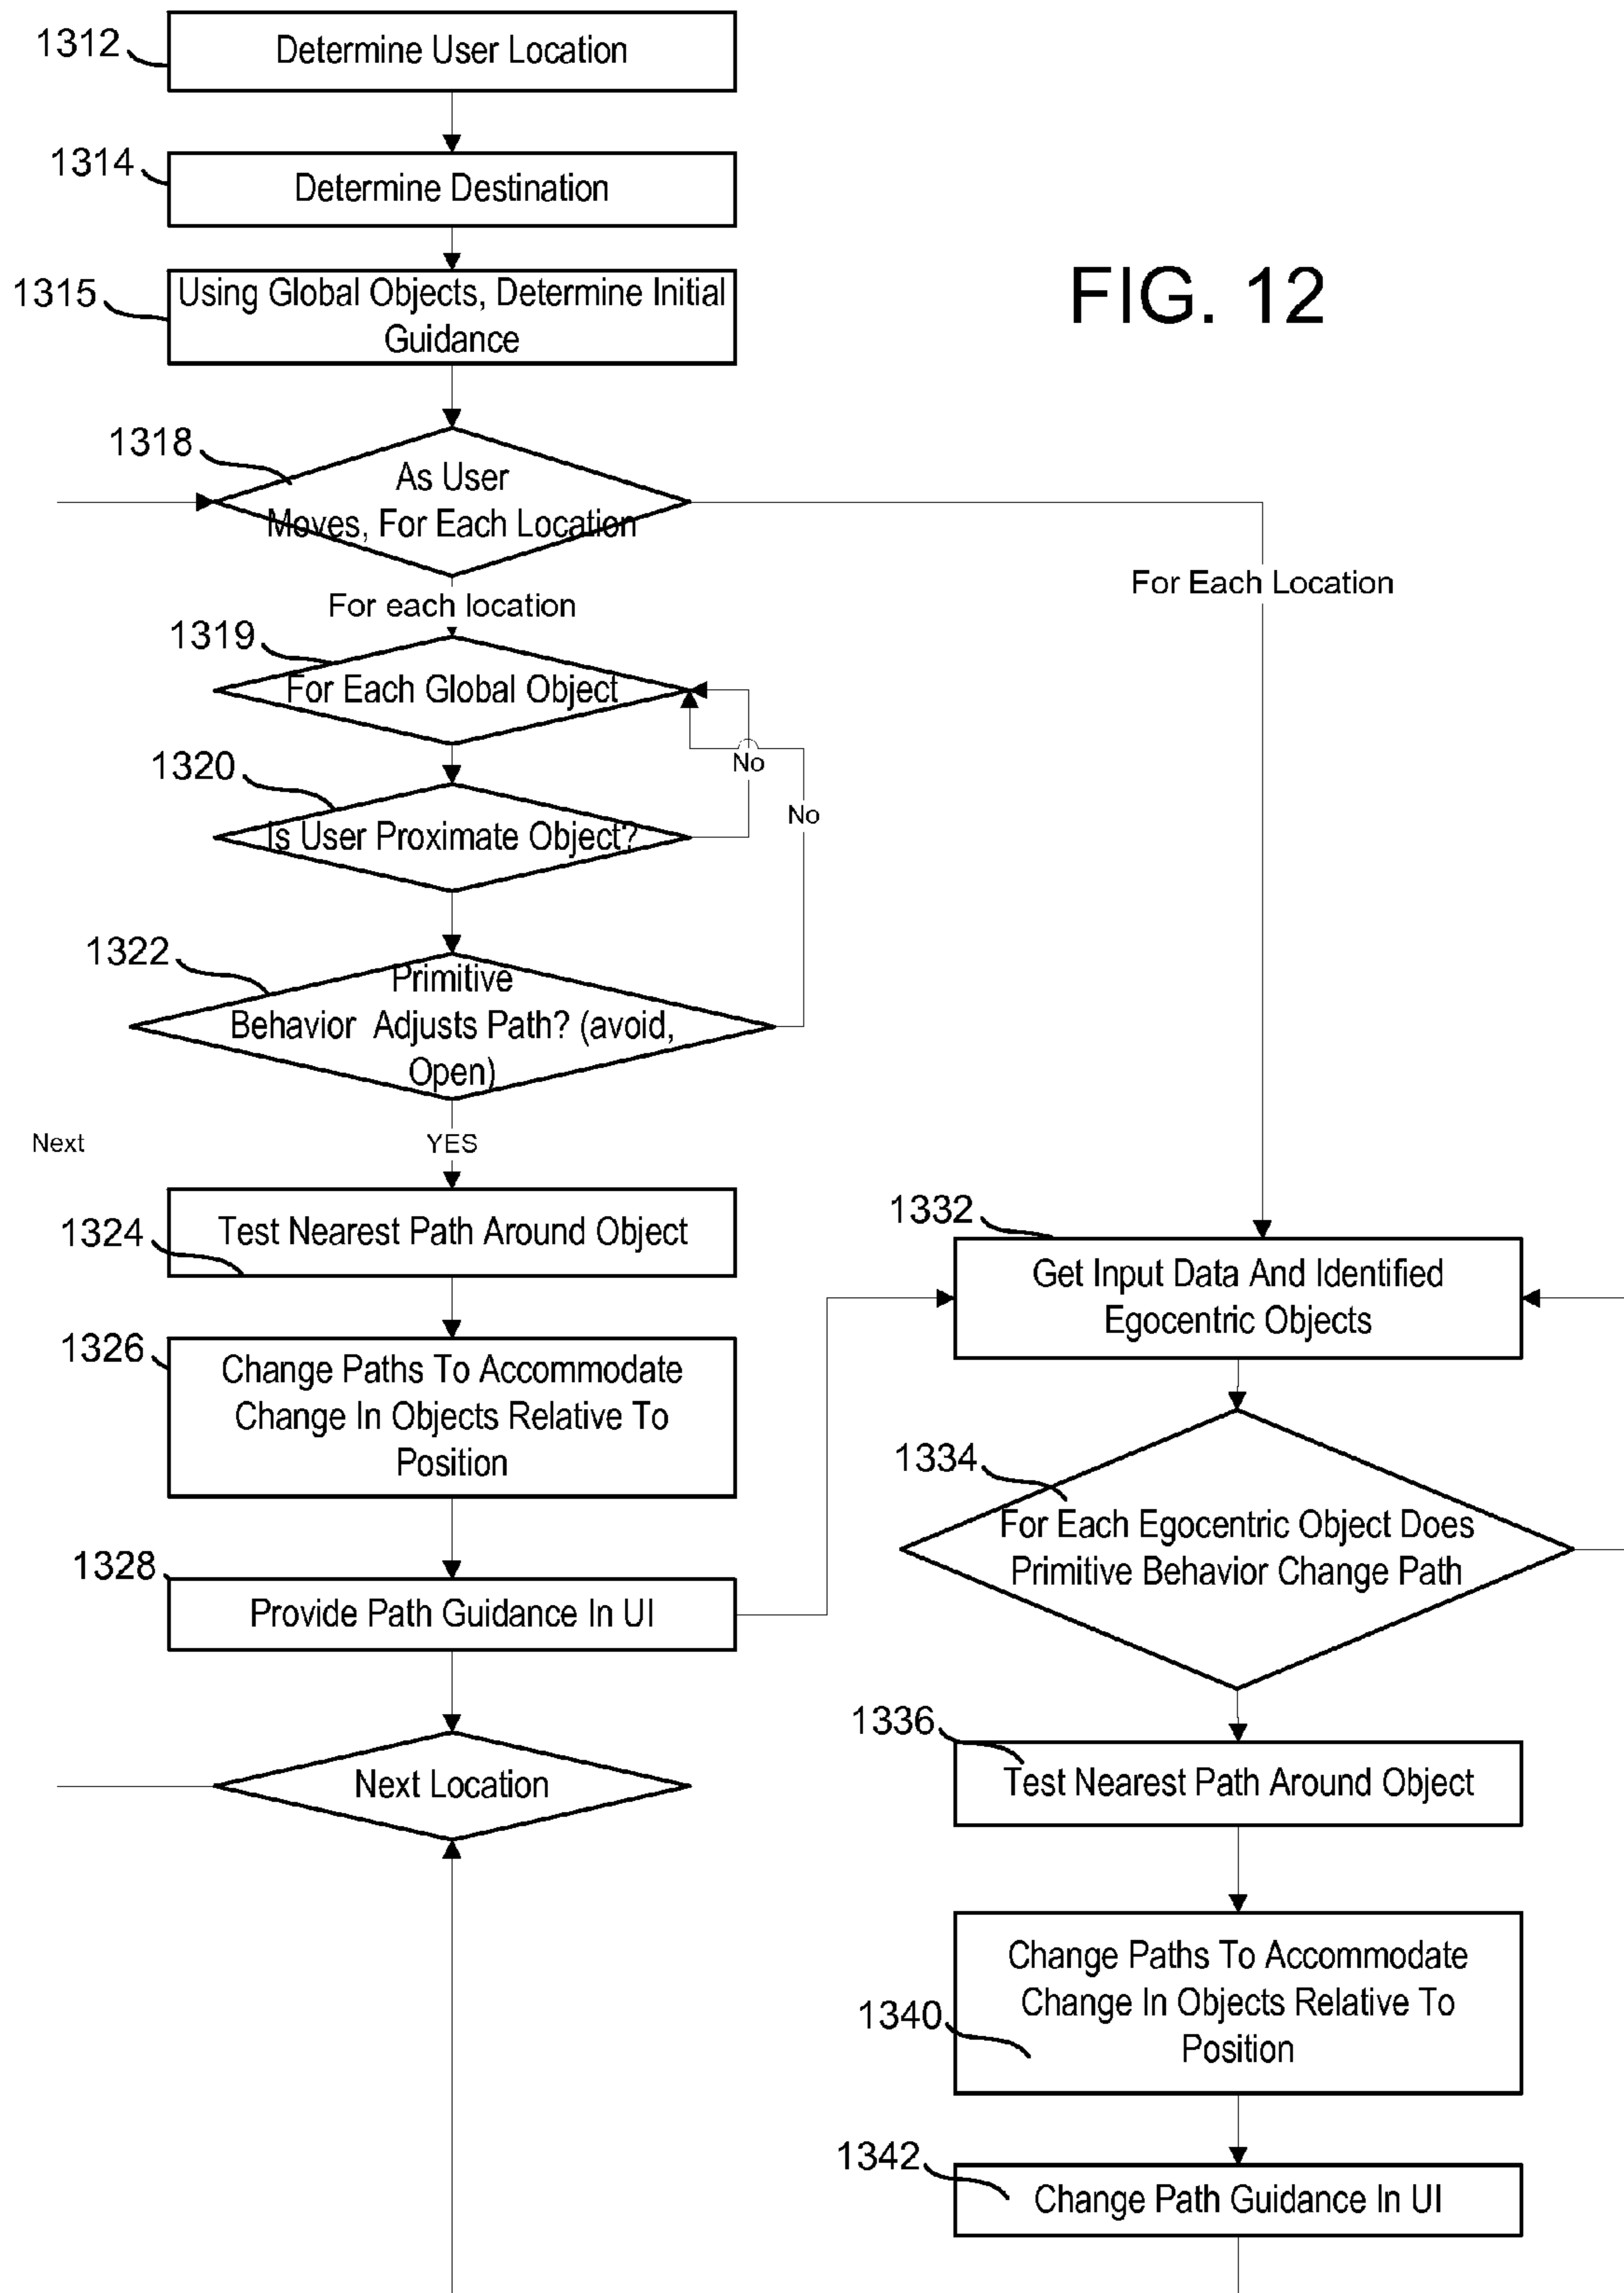 1312
Determine User Location
1314
Determine Destination
1315
Using Global Objects, Determine Initial
Guidance
FIG. 12
1318
As User
Moves, For Each Location
For each location
For Each Location
1319
For Each Global Object
No
1320
Is User Proximate Object?
No
1322
Primitive
Behavior Adjusts Path? (avoid,
Open)
Next
YES
1324
Test Nearest Path Around Object
1326
Change Paths To Accommodate
Change In Objects Relative To
Position
1328
Provide Path Guidance In UI
Next Location
1332
Get Input Data And Identified
Egocentric Objects
1334
For Each Egocentric Object Does
Primitive Behavior Change Path
1336
Test Nearest Path Around Object
1340
Change Paths To Accommodate
Change In Objects Relative To
Position
1342
Change Path Guidance In UI